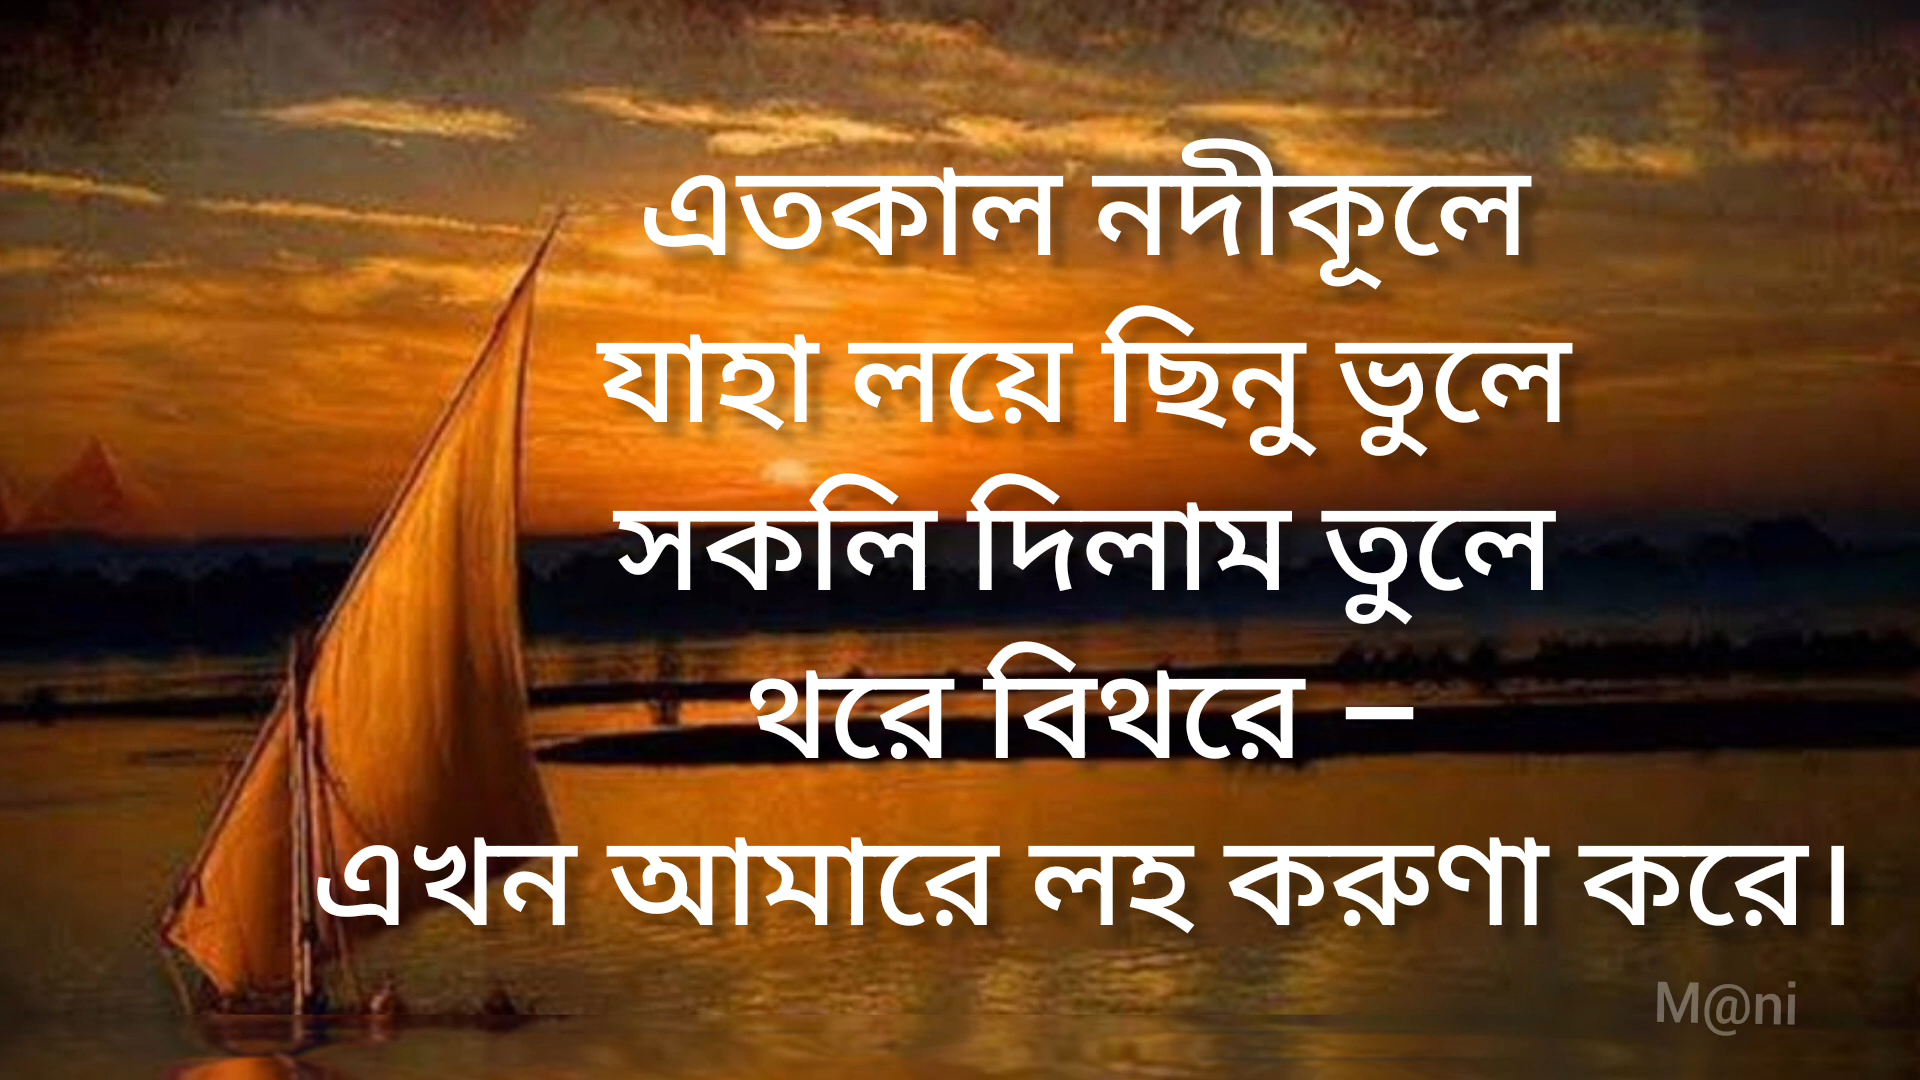 এতকাল নদীকূলে
যাহা লয়ে ছিনু ভুলে
সকলি দিলাম তুলে
থরে বিথরে –
এখন আমারে লহ করুণা করে।
M@ni